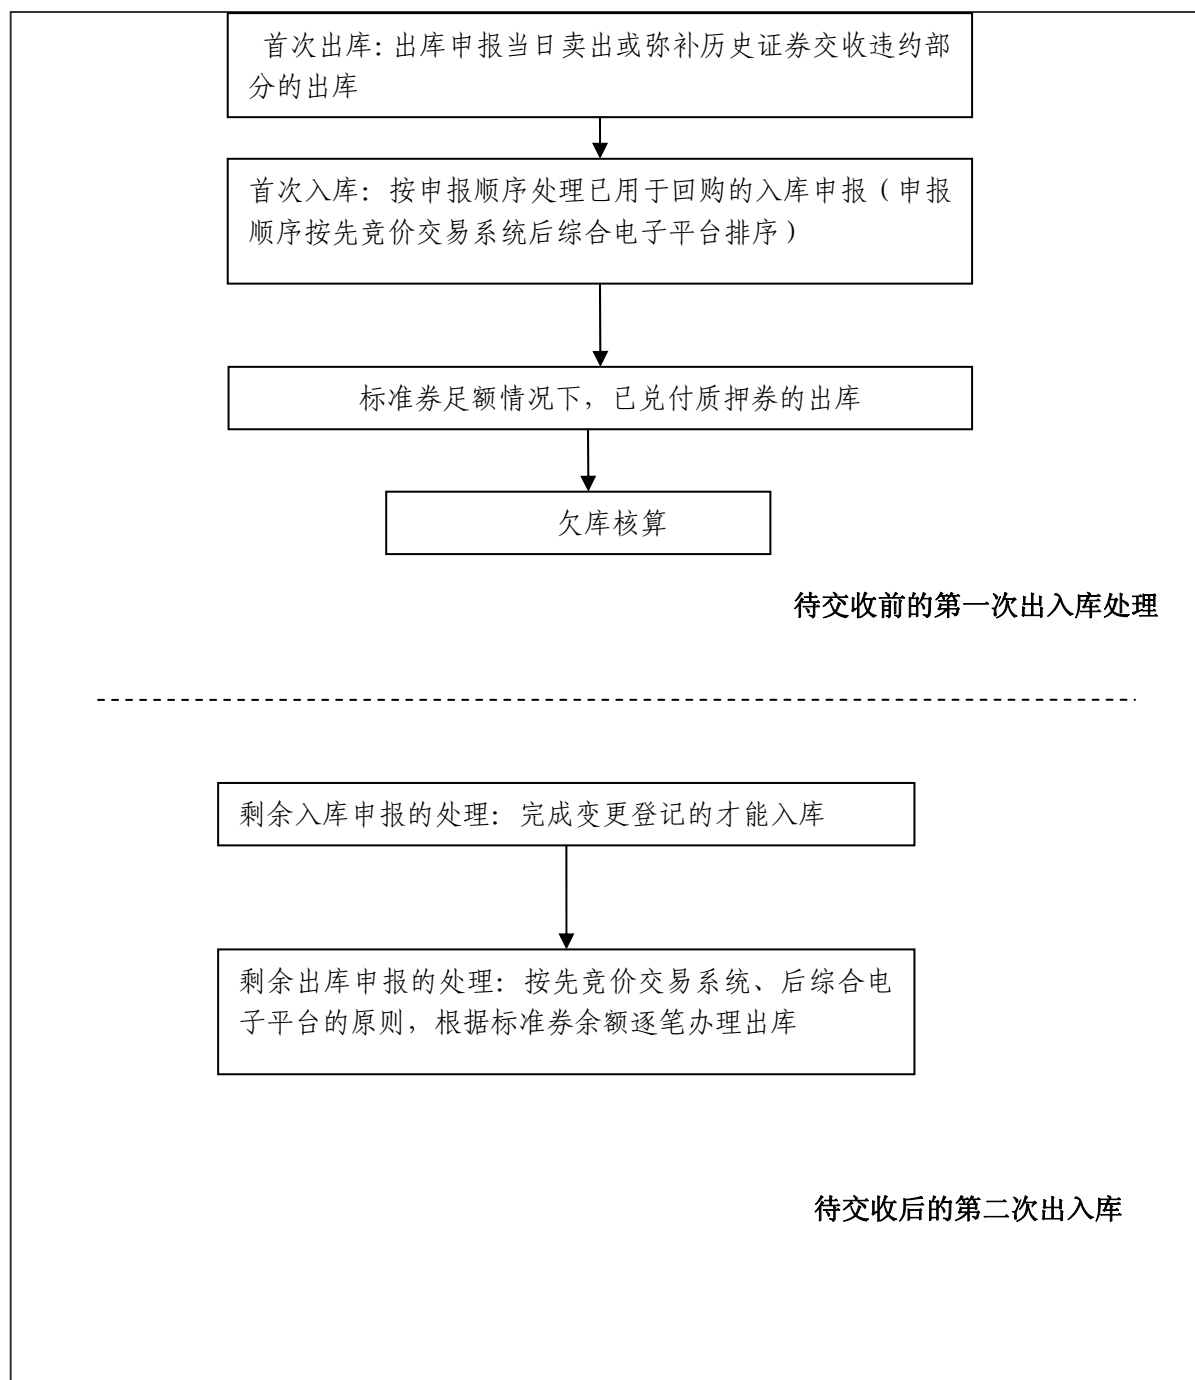 首次出库：出库申报当日卖出或弥补历史证券交收违约部
分的出库
首次入库：按申报顺序处理已用于回购的入库申报（申报
顺序按先竞价交易系统后综合电子平台排序）
标准券足额情况下，已兑付质押券的出库
欠库核算
待交收前的第一次出入库处理
剩余入库申报的处理：完成变更登记的才能入库
剩余出库申报的处理：按先竞价交易系统、后综合电
子平台的原则，根据标准券余额逐笔办理出库
待交收后的第二次出入库